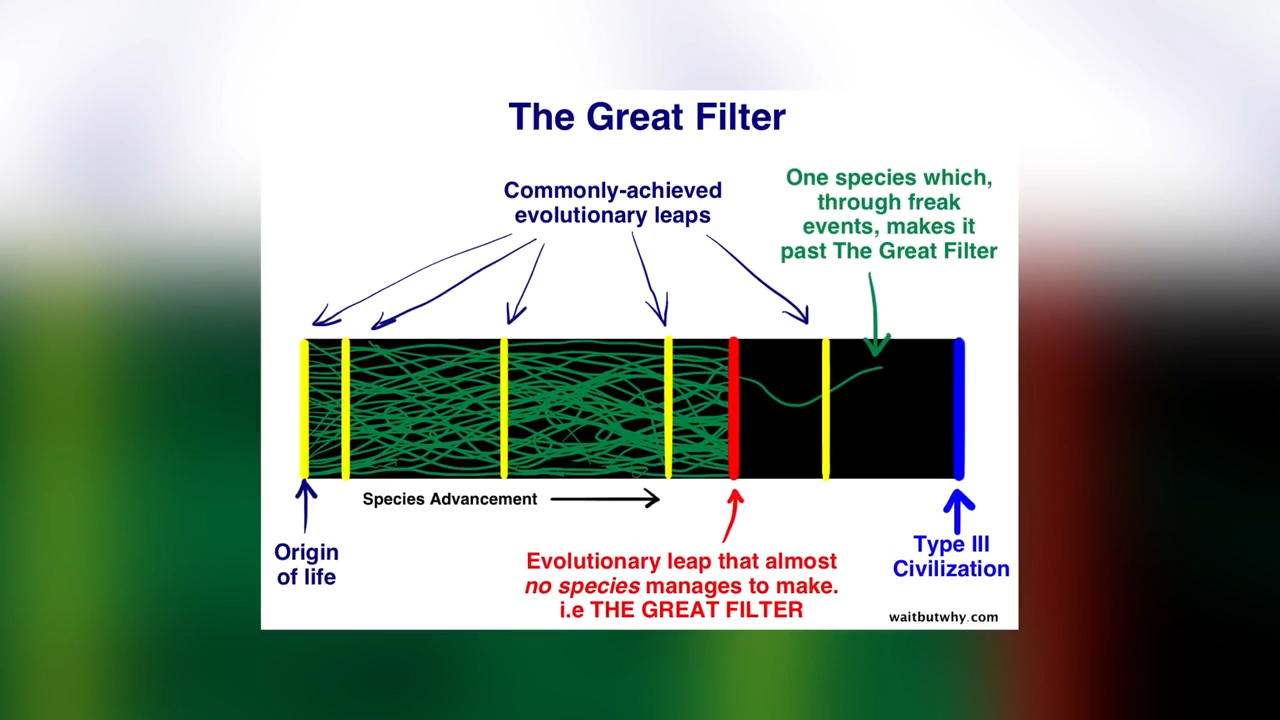 The Great Filter
Commonly-achieved
evolutionary leaps
One species which,
through freak
events, makes it
past The Great Filter
Species Advancement
Origin
of life
Evolutionary leap that almost
no species manages to make.
i.e THE GREAT FILTER
Type III
Civilization
waitbutwhy.com